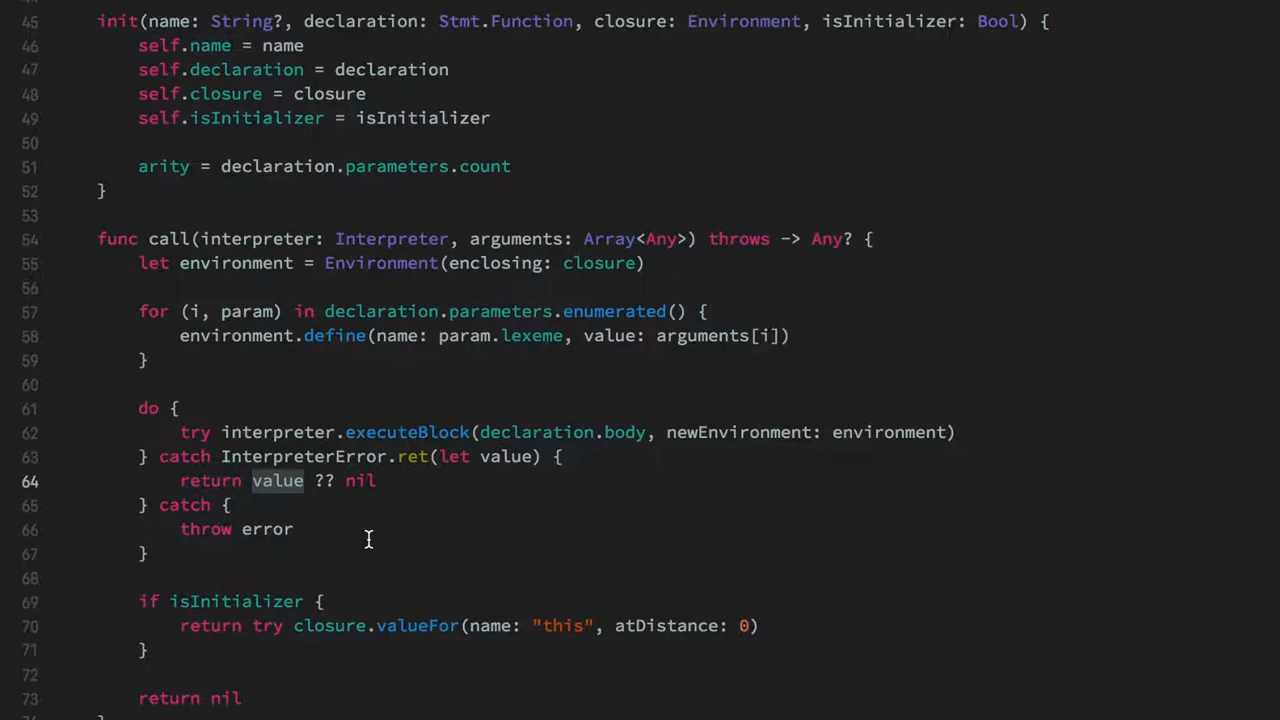 45 init(name: String?, declaration: Stmt.Function, closure: Environment, isInitializer: Bool) {
46 self.name = name
47 self.declaration = declaration
48 self.closure = closure
49 self.isInitializer = isInitializer
50
51 arity = declaration.parameters.count
52 }
53
54 func call(interpreter: Interpreter, arguments: Array<Any>) throws -> Any? {
55 let environment = Environment(enclosing: closure)
56
57 for (i, param) in declaration.parameters.enumerated() {
58 environment.define(name: param.lexeme, value: arguments[i])
59 }
60
61 do {
62 try interpreter.executeBlock(declaration.body, newEnvironment: environment)
63 } catch InterpreterError.ret(let value) {
64 return value ?? nil
65 } catch {
66 throw error
67 }
68
69 if isInitializer {
70 return try closure.valueFor(name: "this", atDistance: 0)
71 }
72
73 return nil